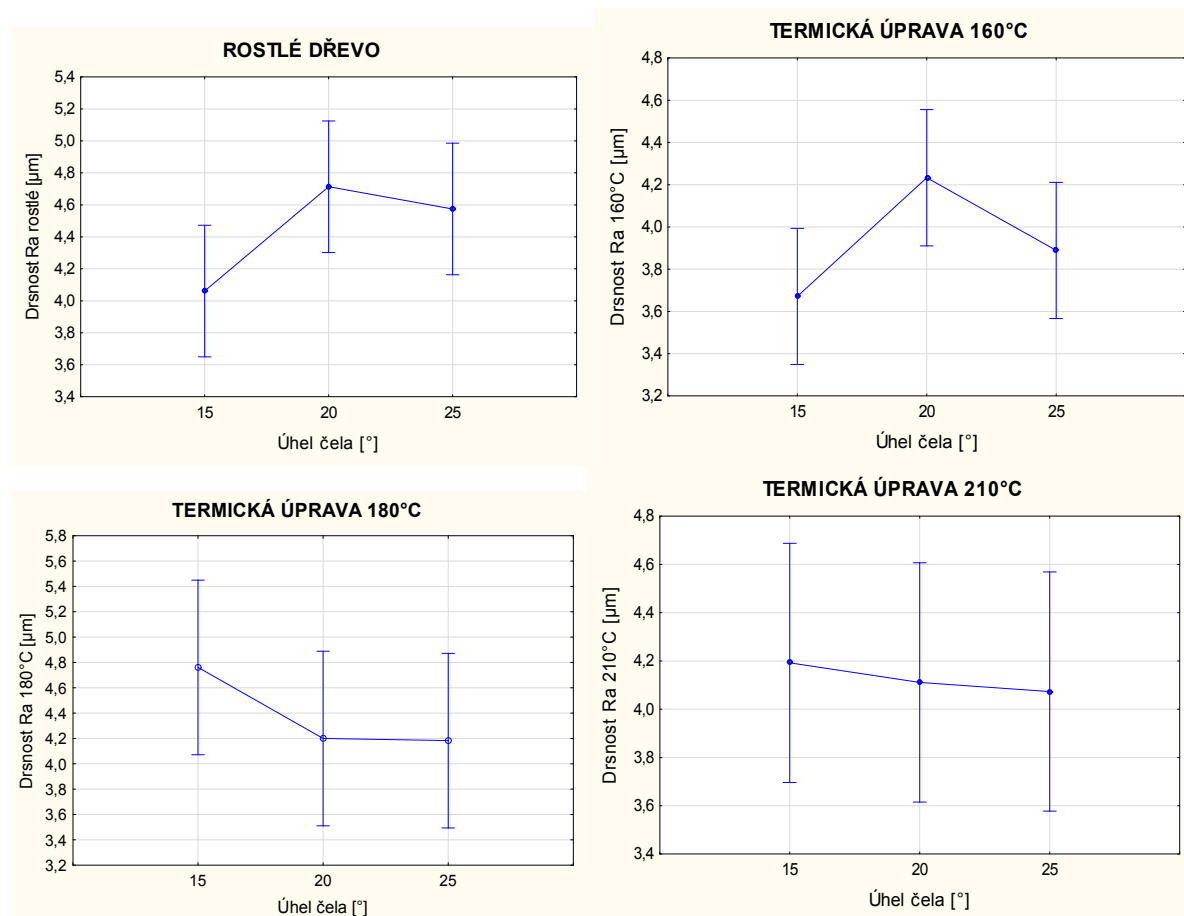 ROSTLÉ DŘEVO
5,4
5,2
5,0
4,8
4,6
4,4
4,2
4,0
3,8
3,6
3,4
Drsnost Ra rostlé [µm]
15 20 25
Úhel čela [°]
TERMICKÁ ÚPRAVA 160°C
4,8
4,6
4,4
4,2
4,0
3,8
3,6
3,4
3,2
Drsnost Ra 160°C [µm]
15 20 25
Úhel čela [°]
TERMICKÁ ÚPRAVA 180°C
5,8
5,6
5,4
5,2
5,0
4,8
4,6
4,4
4,2
4,0
3,8
3,6
3,4
3,2
Drsnost Ra 180°C [µm]
15 20 25
Úhel čela [°]
TERMICKÁ ÚPRAVA 210°C
4,8
4,6
4,4
4,2
4,0
3,8
3,6
3,4
Drsnost Ra 210°C [µm]
15 20 25
Úhel čela [°]